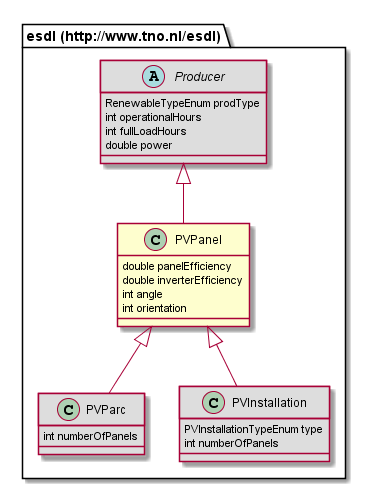 esdl (http://www.tno.nl/esdl)
A Producer
RenewableTypeEnum prodType
int operationalHours
int fullLoadHours
double power
C PVPanel
double panelEfficiency
double inverterEfficiency
int angle
int orientation
C PVParc
int numberOfPanels
C PVInstallation
PVInstallationTypeEnum type
int numberOfPanels